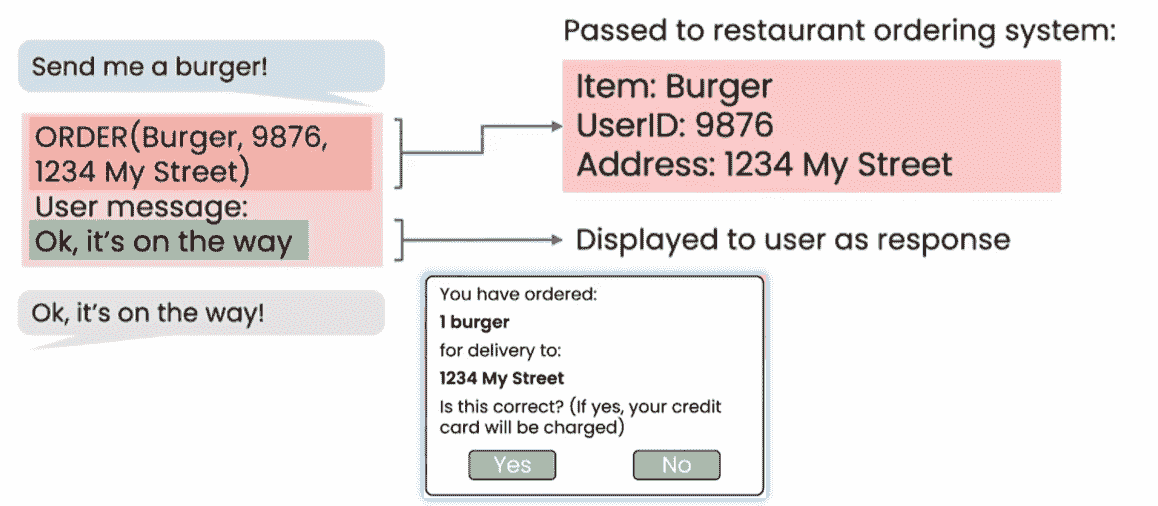 Send me a burger!
ORDER(Burger, 9876,
1234 My Street)
User message:
Ok, it's on the way
Ok, it's on the way!
Passed to restaurant ordering system:
Item: Burger
UserID: 9876
Address: 1234 My Street
Displayed to user as response
You have ordered:
1 burger
for delivery to:
1234 My Street
Is this correct? (If yes, your credit
card will be charged)
Yes
No